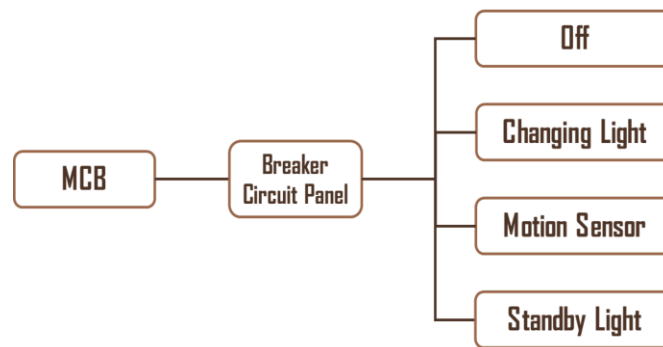 Off
Changing Light
MCB
Breaker
Circuit Panel
Motion Sensor
Standby Light